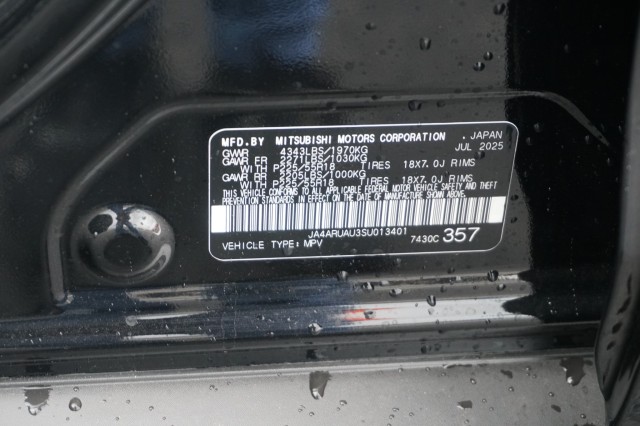 MFD.BY MITSUBISHI MOTORS CORPORATION . JAPAN
GVWR 4343LBS/1970KG JUL 2025
GAWR FR 2271LBS/1030KG
WITH P225/55R18 TIRES 18X7.0J RIMS
GAWR RR 2205LBS/1000KG
WITH P225/55R18 TIRES 18X7.0J RIMS
THIS VEHICLE CONFORMS TO ALL APPLICABLE FEDERAL MOTOR VEHICLE SAFETY AND THEFT
PREVENTION STANDARDS IN EFFECT ON THE DATE OF MANUFACTURE SHOWN ABOVE.
JA4ARUAU3SU013401
VEHICLE TYPE: MPV 7430C 357